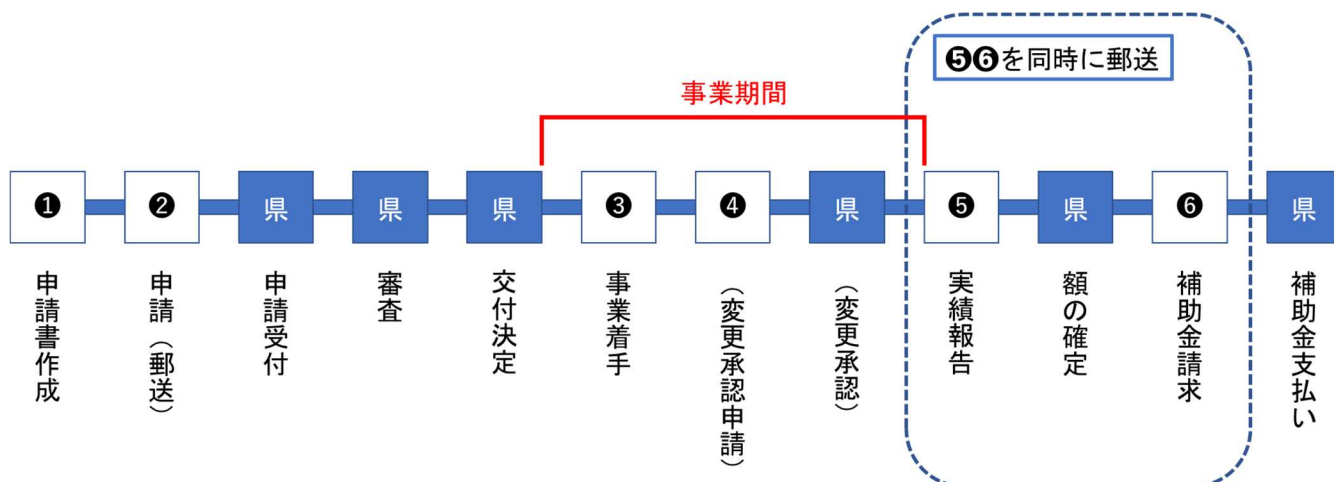 ❺❻を同時に郵送
事業期間
❶
❷
県
県
県
❸
❹
県
❺
県
❻
県
申請書作成
申請（郵送）
申請受付
審査
交付決定
事業着手
（変更承認申請）
（変更承認）
実績報告
額の確定
補助金請求
補助金支払い